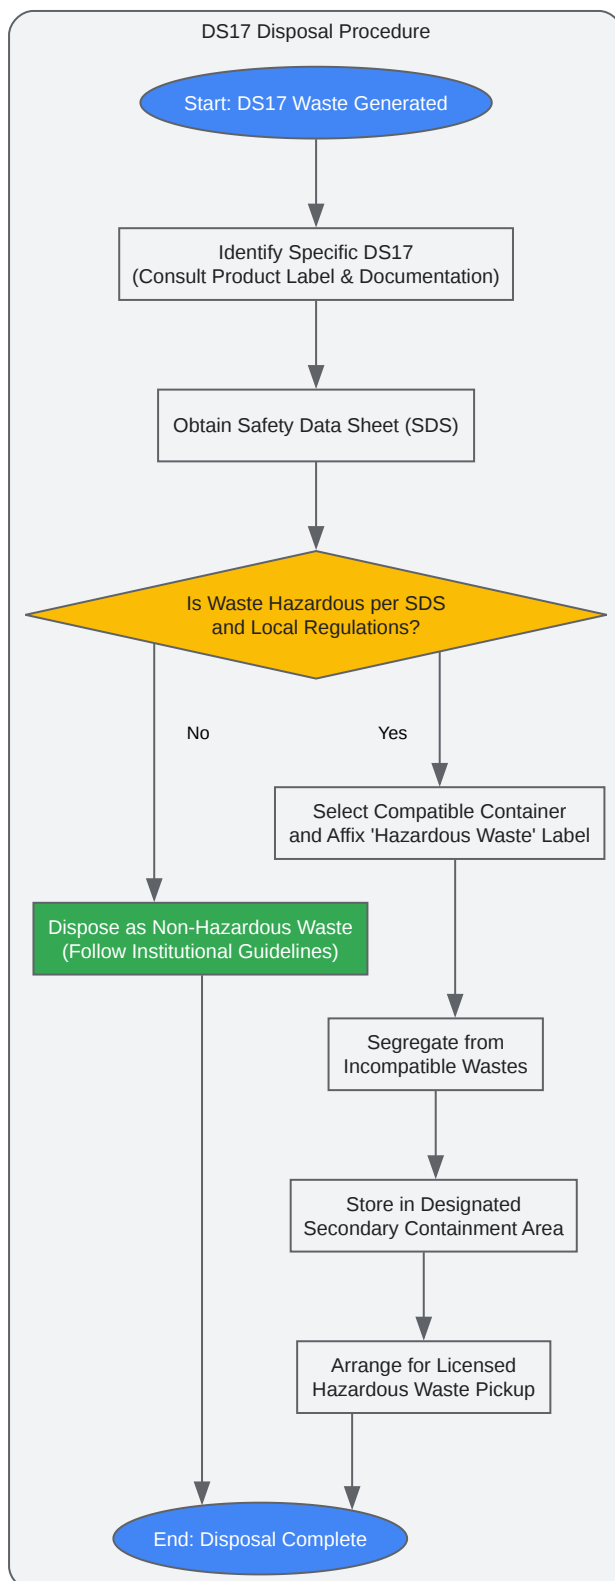 DS17 Disposal Procedure
Start: DS17 Waste Generated
Identify Specific DS17
(Consult Product Label & Documentation)
Obtain Safety Data Sheet (SDS)
Is Waste Hazardous per SDS
and Local Regulations?
No
Yes
Select Compatible Container
and Affix 'Hazardous Waste' Label
Dispose as Non-Hazardous Waste
(Follow Institutional Guidelines)
Segregate from
Incompatible Wastes
Store in Designated
Secondary Containment Area
Arrange for Licensed
Hazardous Waste Pickup
End: Disposal Complete